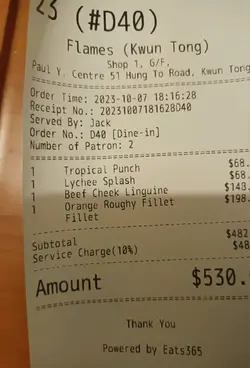 23 (#D40)
Flames (Kwun Tong)
Shop 1, G/F,
Paul Y. Centre 51 Hung To Road, Kwun Tong
Order Time: 2023-10-07 18:16:28
Receipt No.: 20231007181628D40
Served By: Jack
Order No.: D40 [Dine-in]
Number of Patron: 2
1 Tropical Punch $68.
1 Lychee Splash $68.
1 Beef Cheek Linguine $143.
1 Orange Roughy Fillet $198.
Fillet
Subtotal $482
Service Charge(10%) $48
Amount $530.
Thank You
Powered by Eats365